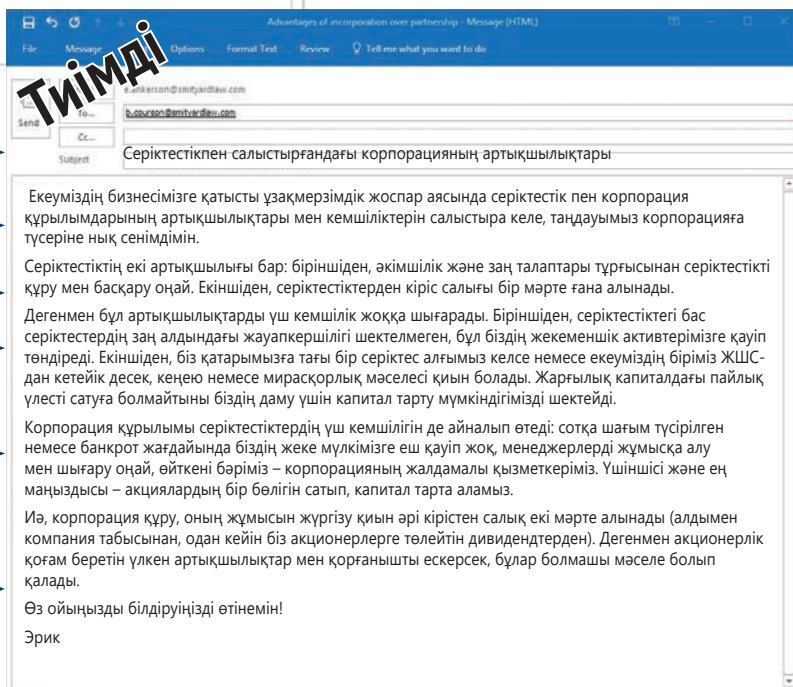 Advantages of incorporation over partnership - Message (HTML)
File Message Options Format Text Review Tell me what you want to do
Тиімді
e.ankerson@smityardlaw.com
Send To... b.courson@smityardlaw.com
Cc...
Subject Серіктестікпен салыстырғандағы корпорацияның артықшылықтары
Екеуміздің бизнесімізге қатысты ұзақмерзімдік жоспар аясында серіктестік пен корпорация
құрылымдарының артықшылықтары мен кемшіліктерін салыстыра келе, таңдауымыз корпорацияға
түсеріне нық сенімдімін.
Серіктестіктің екі артықшылығы бар: біріншіден, әкімшілік және заң талаптары тұрғысынан серіктестікті
құру мен басқару оңай. Екіншіден, серіктестіктерден кіріс салығы бір мәрте ғана алынады.
Дегенмен бұл артықшылықтарды үш кемшілік жоққа шығарады. Біріншіден, серіктестіктегі бас
серіктестердің заң алдындағы жауапкершілігі шектелмеген, бұл біздің жекеменшік активтерімізге қауіп
төндіреді. Екіншіден, біз қатарымызға тағы бір серіктес алғымыз келсе немесе екеуміздің біріміз ЖШС-
дан кетейік десек, кеңею немесе мирасқорлық мәселесі қиын болады. Жарғылық капиталдағы пайлық
үлесті сатуға болмайтыны біздің даму үшін капитал тарту мүмкіндігімізді шектейді.
Корпорация құрылымы серіктестіктердің үш кемшілігін де айналып өтеді: сотқа шағым түсірілген
немесе банкрот жағдайында біздің жеке мүлкімізге еш қауіп жоқ, менеджерлерді жұмысқа алу
мен шығару оңай, өйткені бәріміз – корпорацияның жалдамалы қызметкеріміз. Үшіншісі және ең
маңыздысы – акциялардың бір бөлігін сатып, капитал тарта аламыз.
Иә, корпорация құру, оның жұмысын жүргізу қиын әрі кірістен салық екі мәрте алынады (алдымен
компания табысынан, одан кейін біз акционерлерге төлейтін дивидендтерден). Дегенмен акционерлік
қоғам беретін үлкен артықшылықтар мен қорғанышты ескерсек, бұлар болмашы мәселе болып
қалады.
Өз ойыңызды білдіруіңізді өтінемін!
Эрик